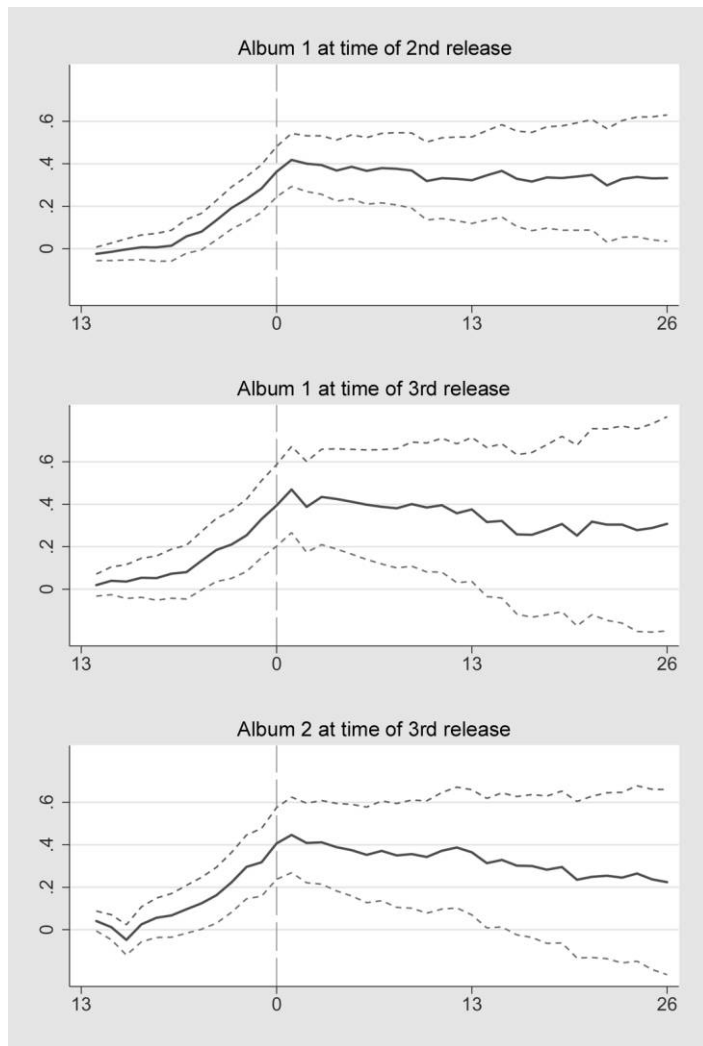 Album 1 at time of 2nd release
.6
.4
.2
0
13 0 13 26
Album 1 at time of 3rd release
.6
.4
.2
0
13 0 13 26
Album 2 at time of 3rd release
.6
.4
.2
0
13 0 13 26